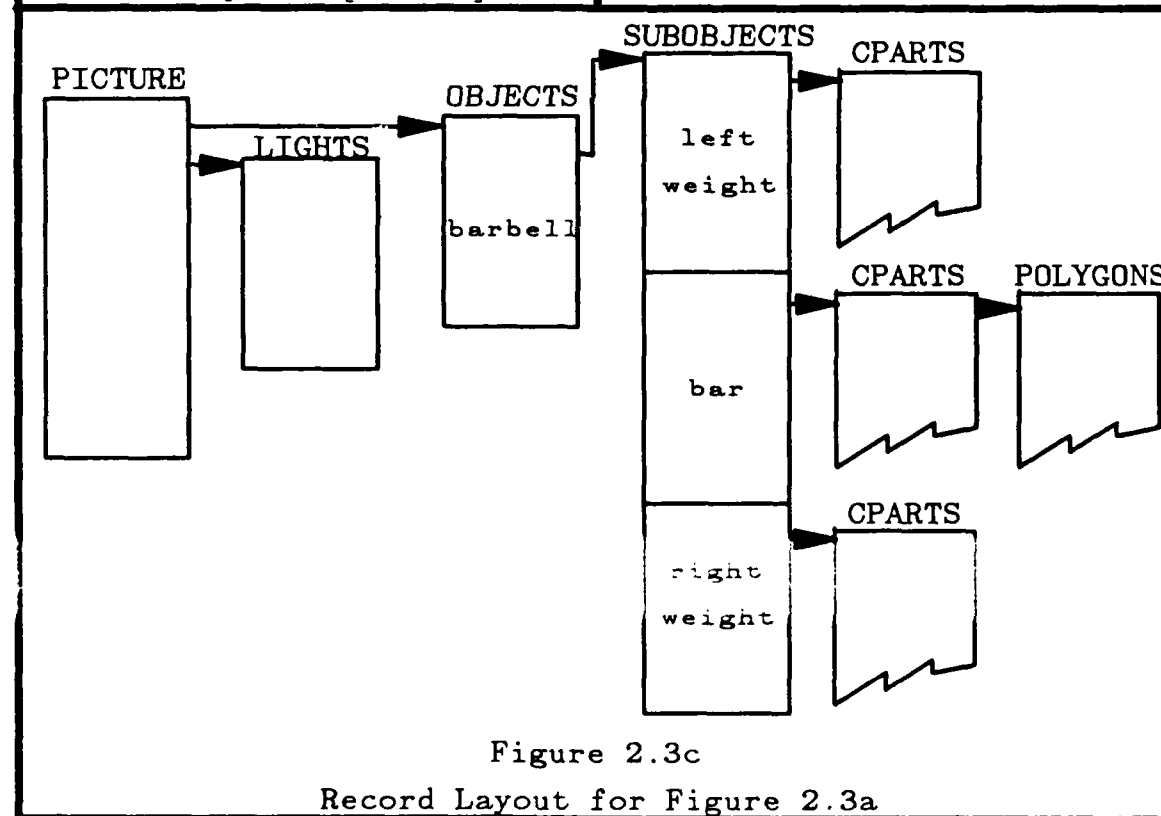 SUBOBJECTS
CPARTS
PICTURE
OBJECTS
LIGHTS
left
weight
barbell
CPARTS
POLYGONS
bar
CPARTS
right
weight
Figure 2.3c
Record Layout for Figure 2.3a